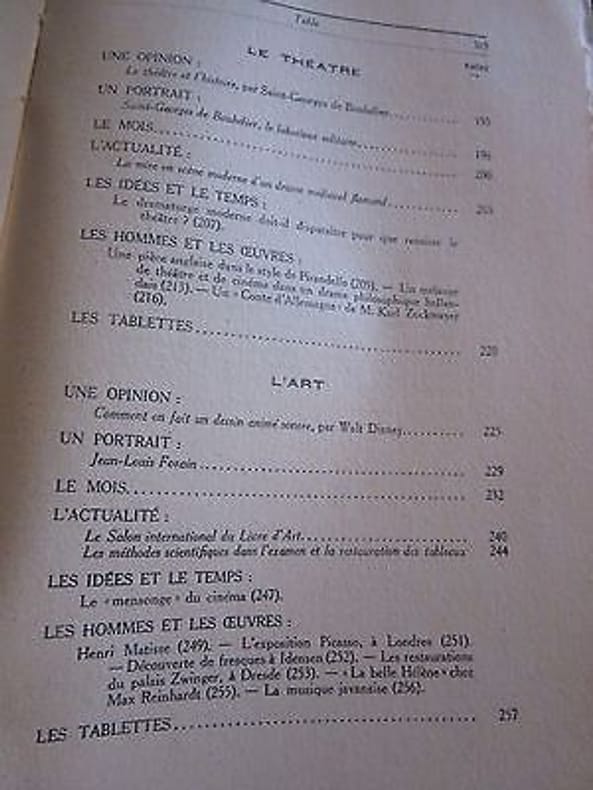 Table
LE THÉATRE
PAGES
UNE OPINION :
Le théâtre et l'histoire, par Saint-Georges de Bouhélier
UN PORTRAIT :
Saint-Georges de Bouhélier, le laborieux militaire 196
LE MOIS 200
L'ACTUALITÉ :
La mise en scène moderne d'un drame médiéval flamand
LES IDÉES ET LE TEMPS :
Le dramaturge moderne doit-il disparaître pour que renaisse le
théâtre ? (207).
LES HOMMES ET LES ŒUVRES :
Une pièce anglaise dans le style de Pirandello (209). — Un mélange
de théâtre et de cinéma dans un drame philosophique hollan-
dais (213). — Un « Conte d'Allemagne » de M. Karl Zuckmayer
(216).
LES TABLETTES 220
L'ART
UNE OPINION :
Comment on fait un dessin animé sonore, par Walt Disney 225
UN PORTRAIT :
Jean-Louis Forain 229
LE MOIS 232
L'ACTUALITÉ :
Le Salon international du Livre d'Art 240
Les méthodes scientifiques dans l'examen et la restauration des tableaux 244
LES IDÉES ET LE TEMPS :
Le « mensonge » du cinéma (247).
LES HOMMES ET LES ŒUVRES :
Henri Matisse (249). — L'exposition Picasso, à Londres (251).
— Découverte de fresques à Idensen (252). — Les restaurations
du palais Zwinger, à Dresde (253). — « La belle Hélène » chez
Max Reinhardt (255). — La musique javanaise (256).
LES TABLETTES 257